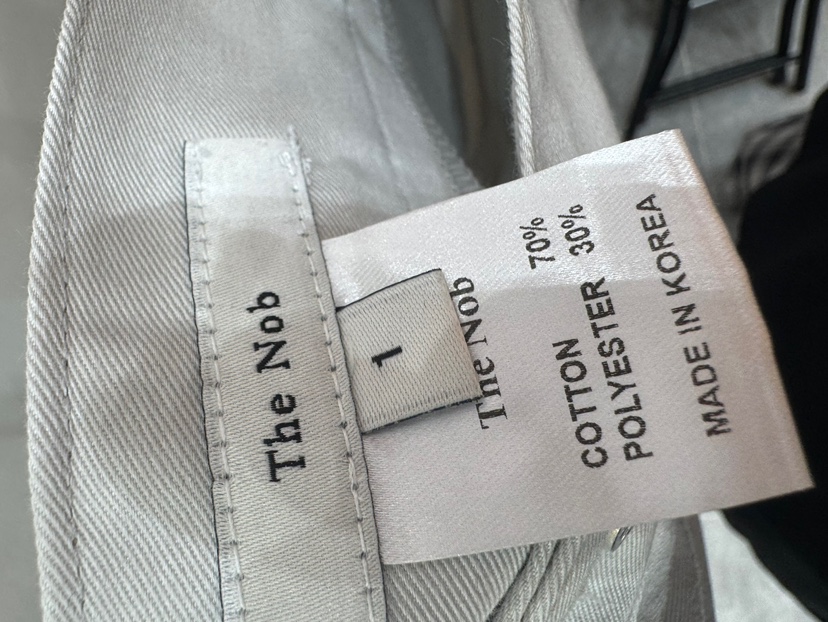 The Nob
1
The Nob
COTTON 70%
POLYESTER 30%
MADE IN KOREA